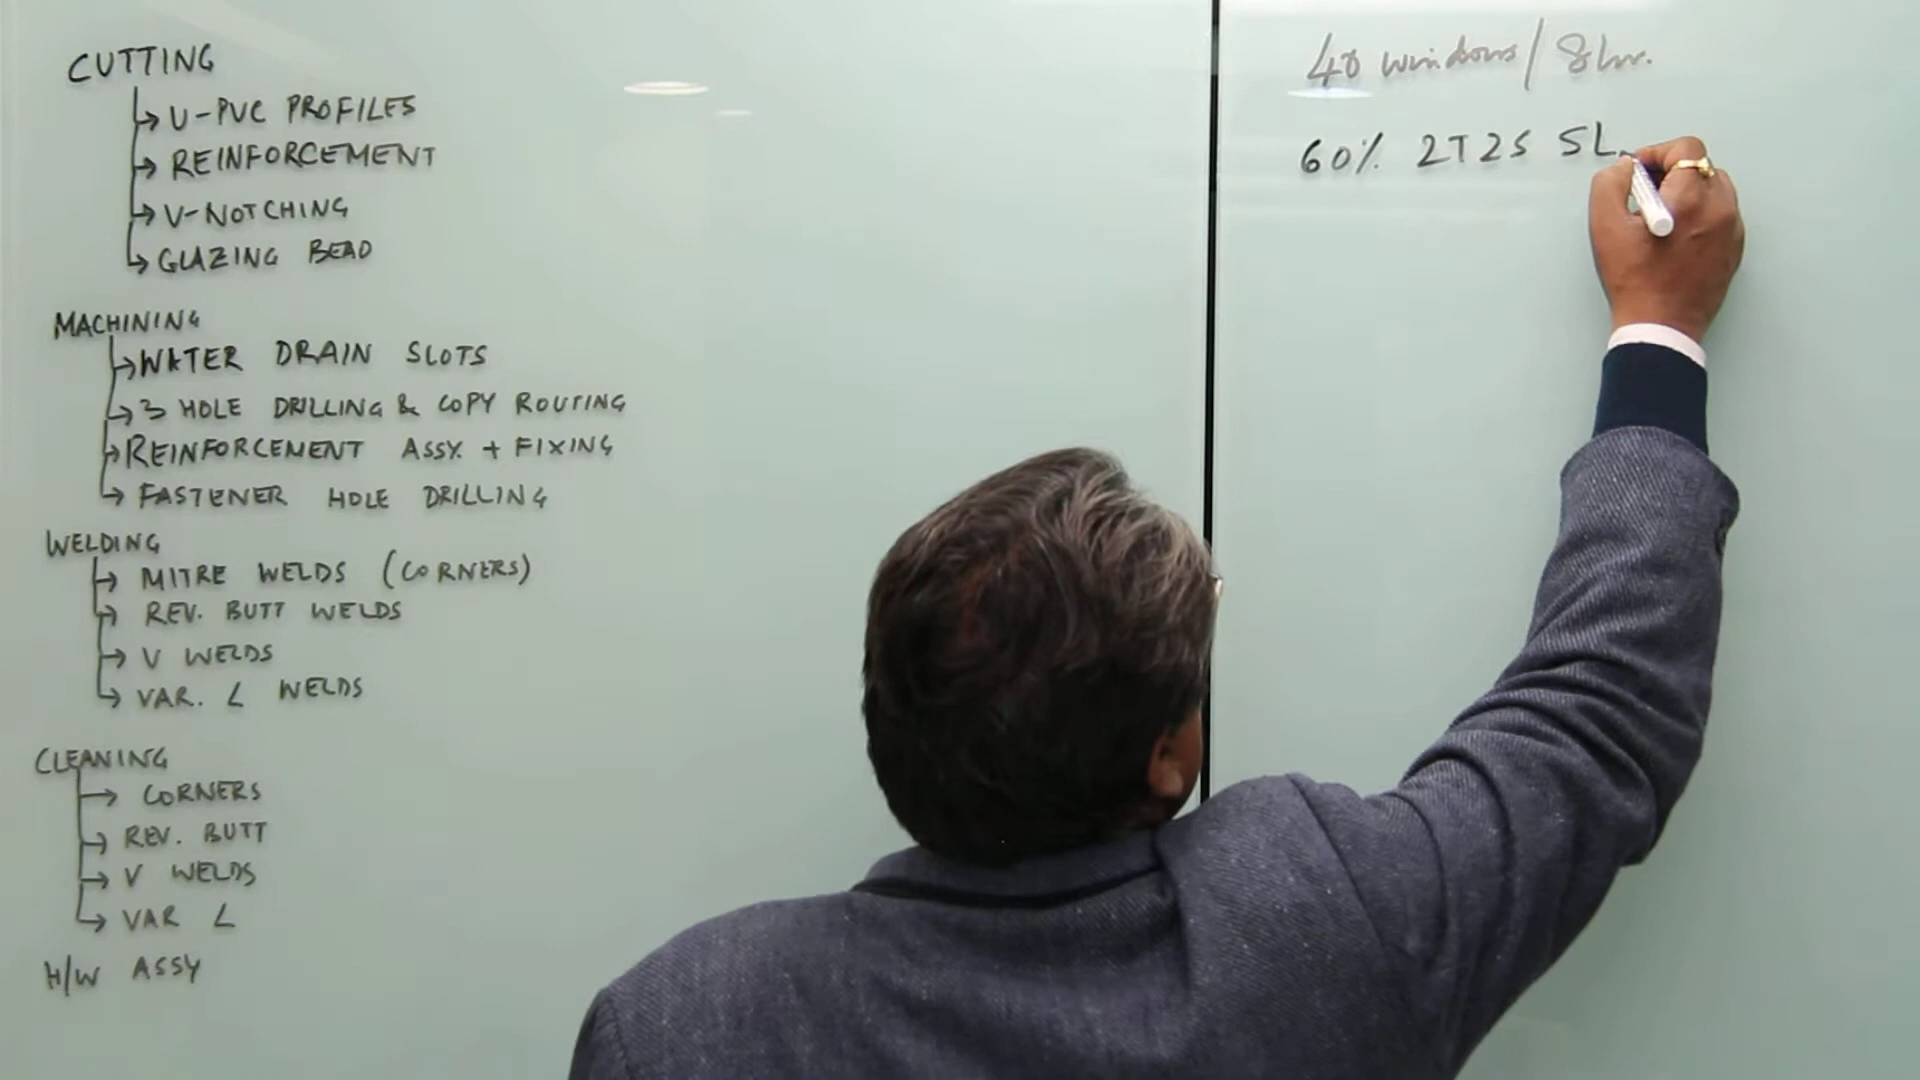 CUTTING
U-PVC PROFILES
REINFORCEMENT
V-NOTCHING
GLAZING BEAD
MACHINING
WATER DRAIN SLOTS
3 HOLE DRILLING & COPY ROUTING
REINFORCEMENT ASSY. + FIXING
FASTENER HOLE DRILLING
WELDING
MITRE WELDS (CORNERS)
REV. BUTT WELDS
V WELDS
VAR. ∠ WELDS
CLEANING
CORNERS
REV. BUTT
V WELDS
VAR ∠
H/W ASSY
40 windows/8hr.
60% 2T2S SL